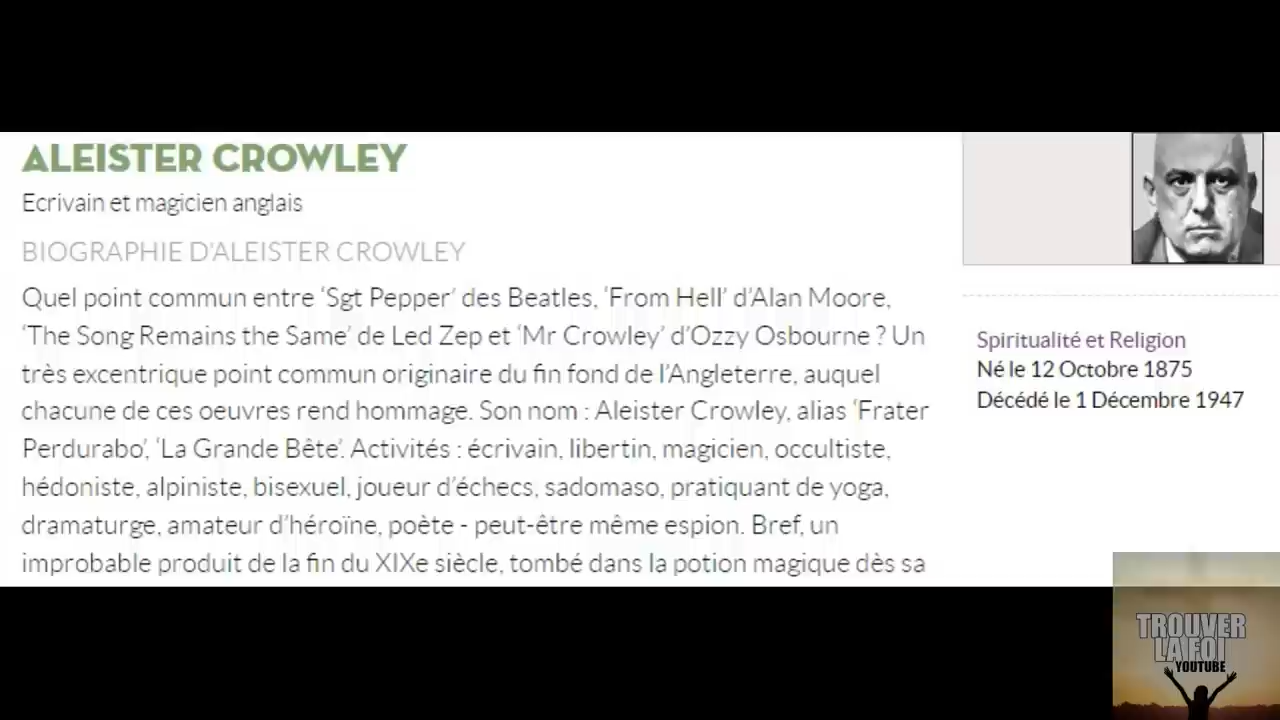 ALEISTER CROWLEY
Ecrivain et magicien anglais
BIOGRAPHIE D'ALEISTER CROWLEY
Quel point commun entre ‘Sgt Pepper’ des Beatles, ‘From Hell’ d’Alan Moore,
‘The Song Remains the Same’ de Led Zep et ‘Mr Crowley’ d’Ozzy Osbourne ? Un
très excentrique point commun originaire du fin fond de l’Angleterre, auquel
chacune de ces oeuvres rend hommage. Son nom : Aleister Crowley, alias ‘Frater
Perdurabo’, ‘La Grande Bête’. Activités : écrivain, libertin, magicien, occultiste,
hédoniste, alpiniste, bisexuel, joueur d’échecs, sadomaso, pratiquant de yoga,
dramaturge, amateur d’héroïne, poète - peut-être même espion. Bref, un
improbable produit de la fin du XIXe siècle, tombé dans la potion magique dès sa
Spiritualité et Religion
Né le 12 Octobre 1875
Décédé le 1 Décembre 1947
TROUVER
LA FOI
YOUTUBE